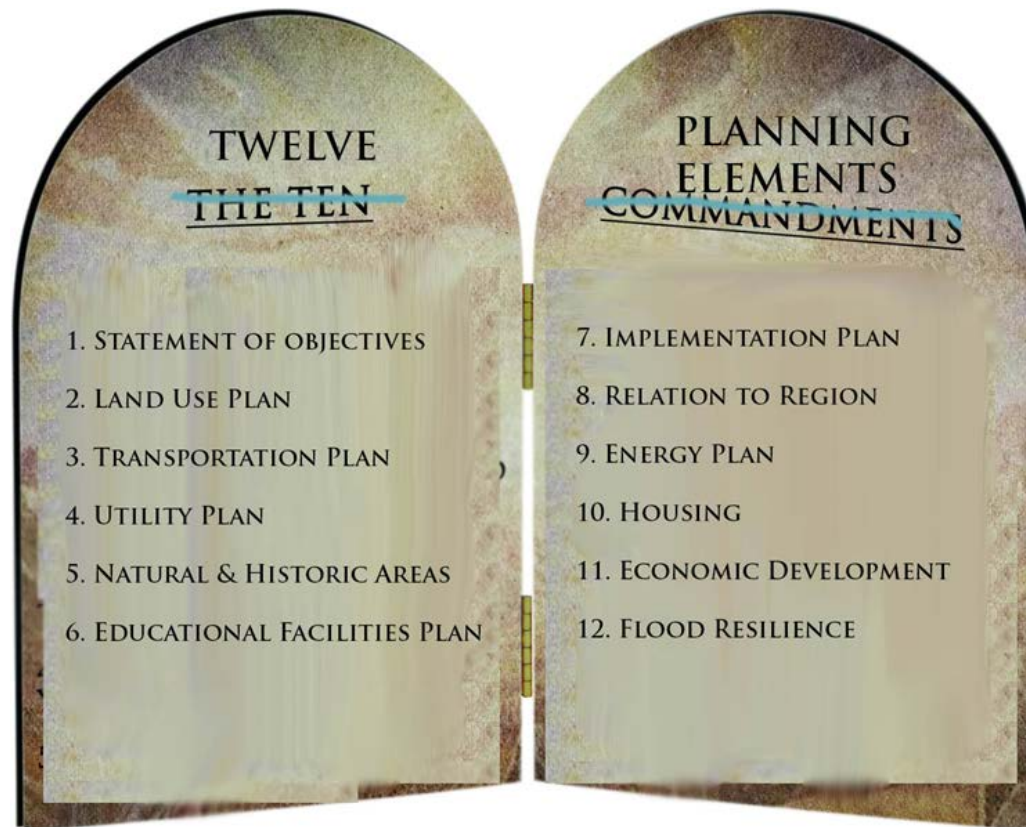 TWELVE
THE TEN
1. STATEMENT OF OBJECTIVES
2. LAND USE PLAN
3. TRANSPORTATION PLAN
4. UTILITY PLAN
5. NATURAL & HISTORIC AREAS
6. EDUCATIONAL FACILITIES PLAN
PLANNING
ELEMENTS
COMMANDMENTS
7. IMPLEMENTATION PLAN
8. RELATION TO REGION
9. ENERGY PLAN
10. HOUSING
11. ECONOMIC DEVELOPMENT
12. FLOOD RESILIENCE